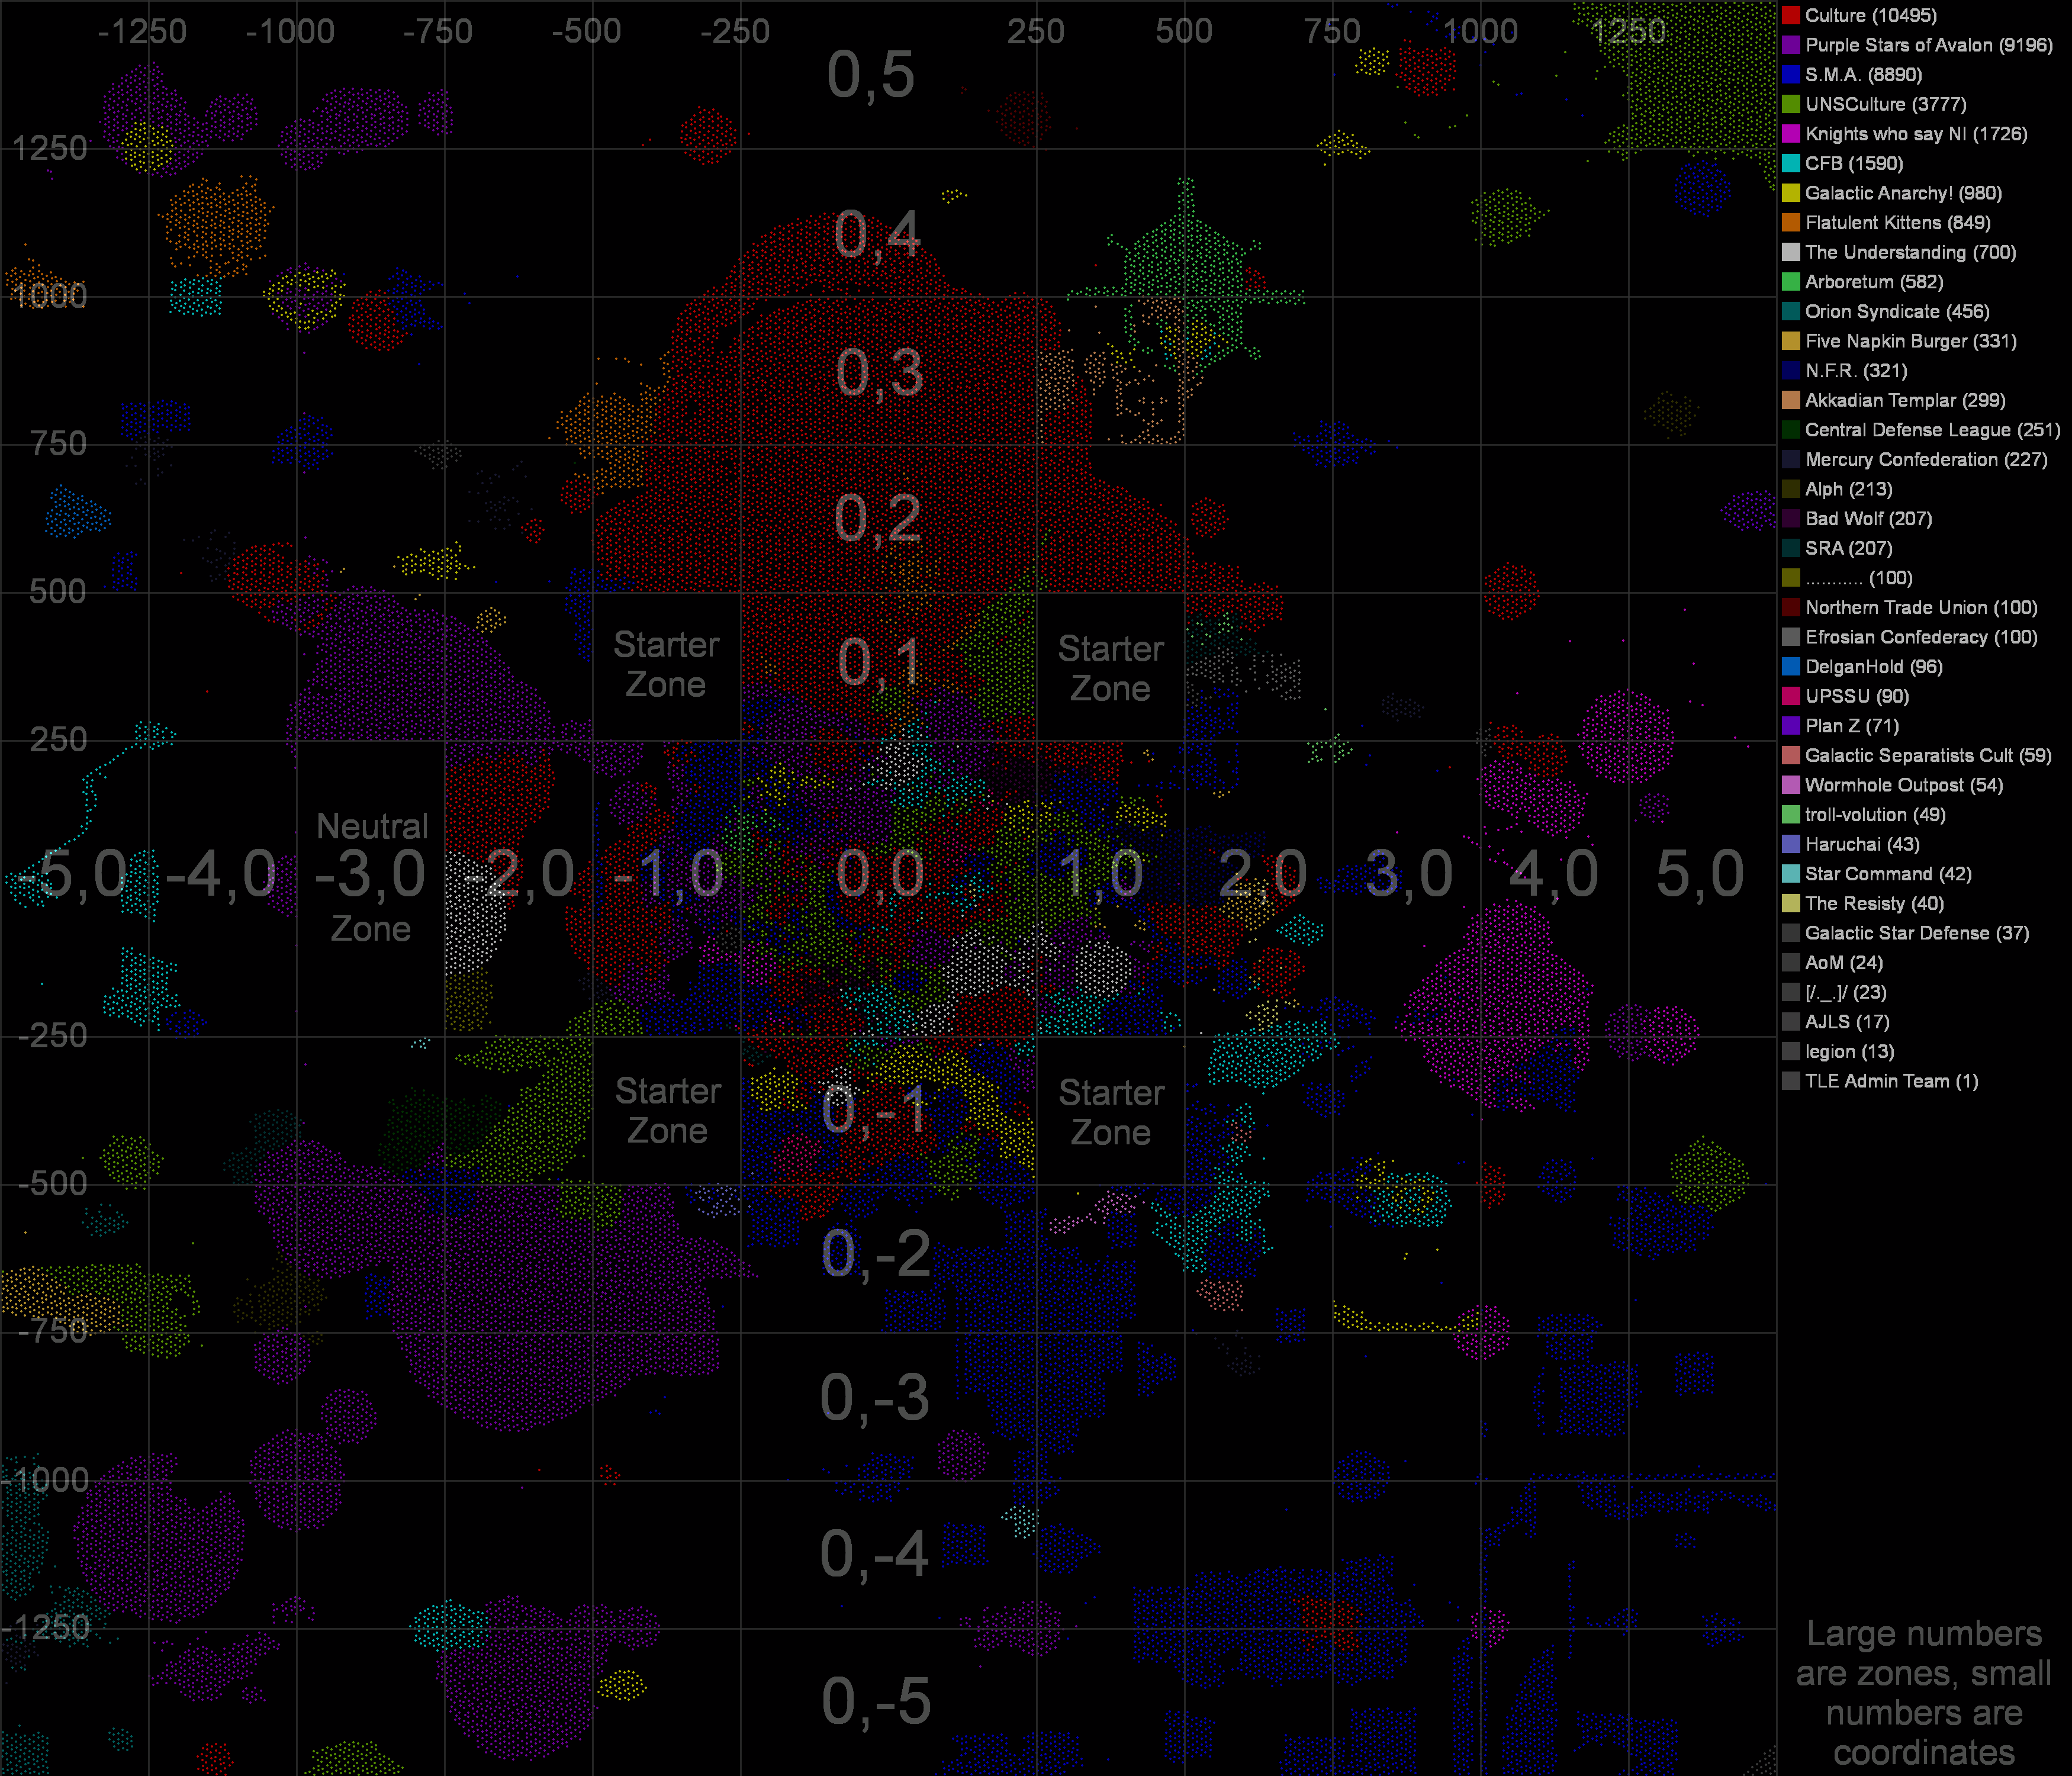 -1250 -1000 -750 -500 -250 250 500 750 1000 1250
0,5
1250
0,4
1000
0,3
750
0,2
500
Starter
Zone
0,1
Starter
Zone
250
Neutral
Zone
-5,0 -4,0 -3,0 -2,0 -1,0 0,0 1,0 2,0 3,0 4,0 5,0
-250
Starter
Zone
0,-1
Starter
Zone
-500
0,-2
-750
0,-3
-1000
0,-4
-1250
0,-5
Culture (10495)
Purple Stars of Avalon (9196)
S.M.A. (8890)
UNSCulture (3777)
Knights who say NI (1726)
CFB (1590)
Galactic Anarchy! (980)
Flatulent Kittens (849)
The Understanding (700)
Arboretum (582)
Orion Syndicate (456)
Five Napkin Burger (331)
N.F.R. (321)
Akkadian Templar (299)
Central Defense League (251)
Mercury Confederation (227)
Alph (213)
Bad Wolf (207)
SRA (207)
........... (100)
Northern Trade Union (100)
Efrosian Confederacy (100)
DelganHold (96)
UPSSU (90)
Plan Z (71)
Galactic Separatists Cult (59)
Wormhole Outpost (54)
troll-volution (49)
Haruchai (43)
Star Command (42)
The Resisty (40)
Galactic Star Defense (37)
AoM (24)
[/._.]/ (23)
AJLS (17)
legion (13)
TLE Admin Team (1)
Large numbers
are zones, small
numbers are
coordinates